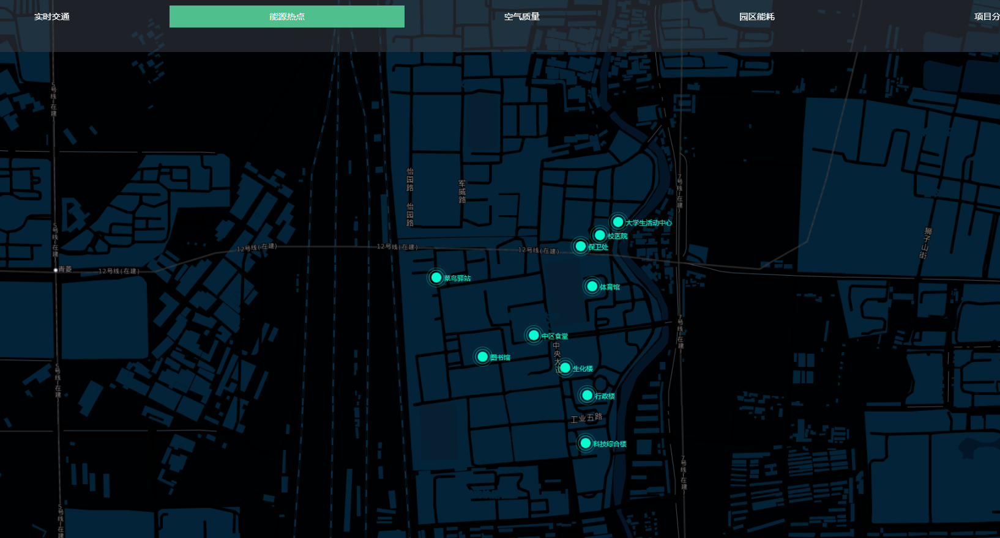 实时交通
能源热点
空气质量
园区能耗
项目分
5号线(在建)
怡园路
军威路
7号线(在建)
怡园路
大学生活动中心
校医院
5号线(在建)
12号线(在建)
12号线(在建)
保卫处
12号线(在建)
狮子山街
青菱
12号线(在建)
菜鸟驿站
体育馆
7号线(在建)
中区食堂
中央大道
图书馆
生化楼
5号线(在建)
行政楼
工业五路
科技综合楼
7号线(在建)
5号线(在建